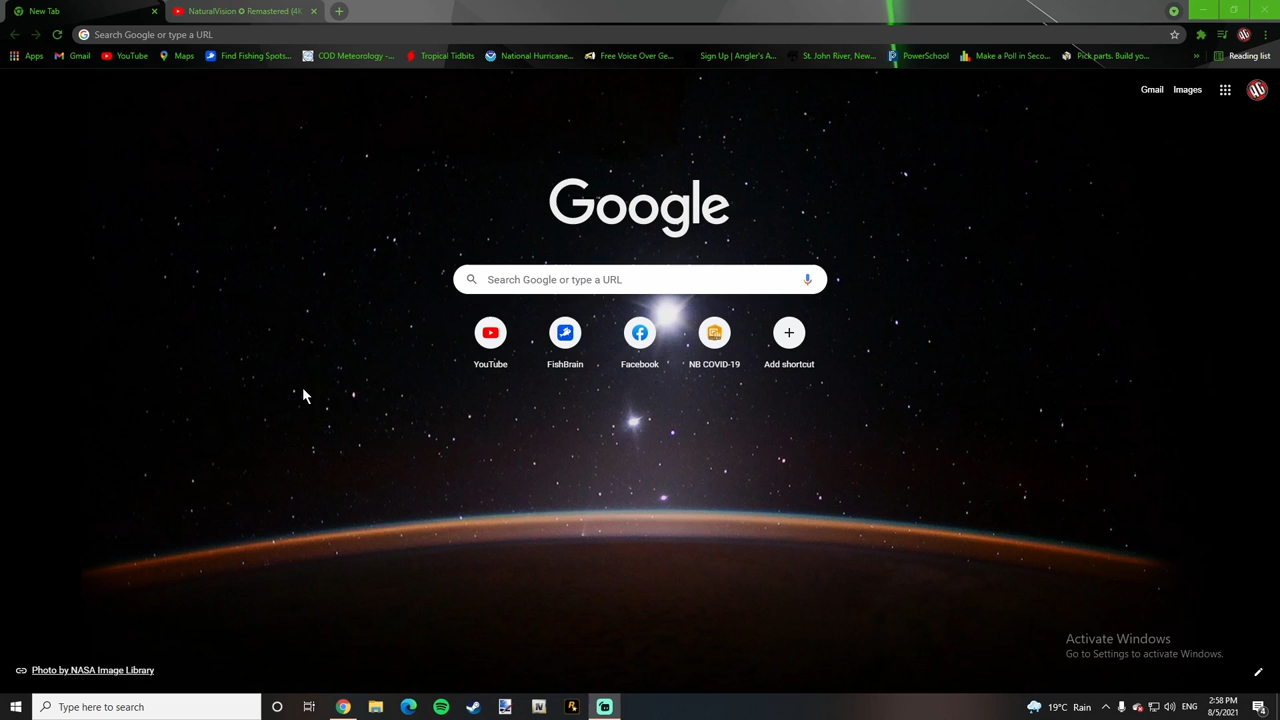 New Tab
NaturalVision ✪ Remastered (4K
Search Google or type a URL
Apps Gmail YouTube Maps Find Fishing Spots... COD Meteorology -... Tropical Tidbits National Hurricane... Free Voice Over Ge... Sign Up | Angler's A... St. John River, New... PowerSchool Make a Poll in Seco... Pick parts. Build yo... » Reading list
Gmail Images
Google
Search Google or type a URL
YouTube FishBrain Facebook NB COVID-19 Add shortcut
Activate Windows
Go to Settings to activate Windows.
Photo by NASA Image Library
Type here to search
19°C Rain
ENG
2:58 PM
8/5/2021